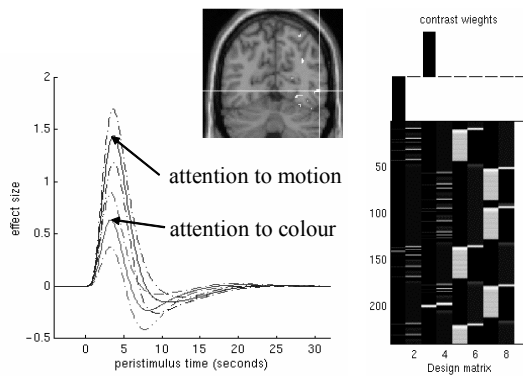 contrast wieghts
2
1.5
1
0.5
0
−0.5
effect size
attention to motion
attention to colour
0 5 10 15 20 25 30
peristimulus time (seconds)
50
100
150
200
2 4 6 8
Design matrix